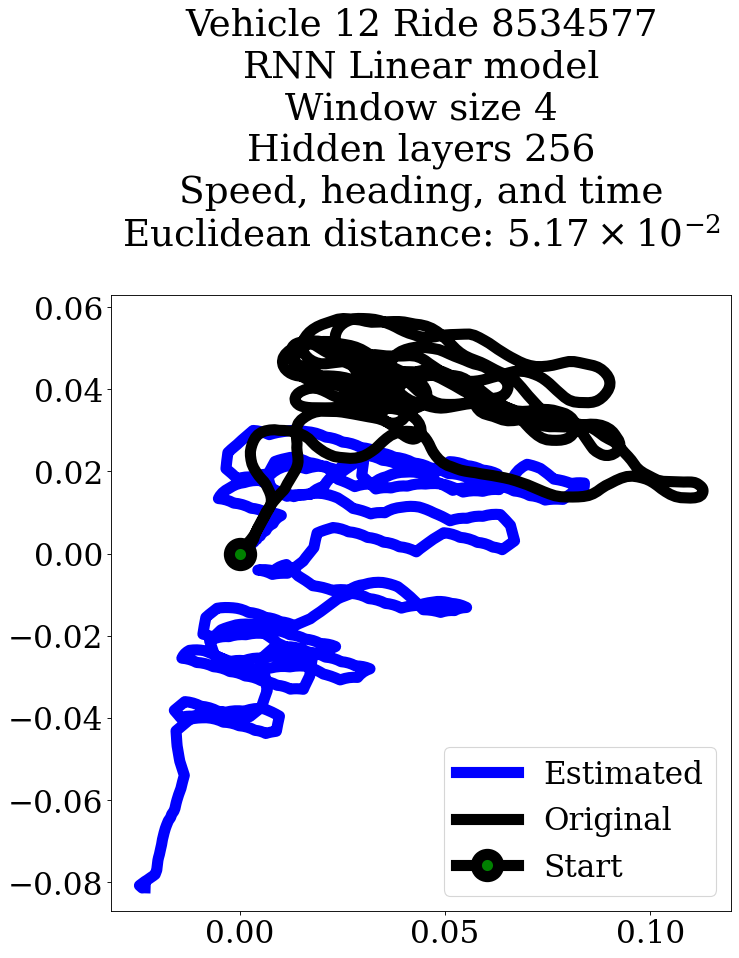 Vehicle 12 Ride 8534577
RNN Linear model
Window size 4
Hidden layers 256
Speed, heading, and time
Euclidean distance: 5.17 × 10⁻²
0.06
0.04
0.02
0.00
−0.02
−0.04
−0.06
−0.08
0.00 0.05 0.10
Estimated
Original
Start